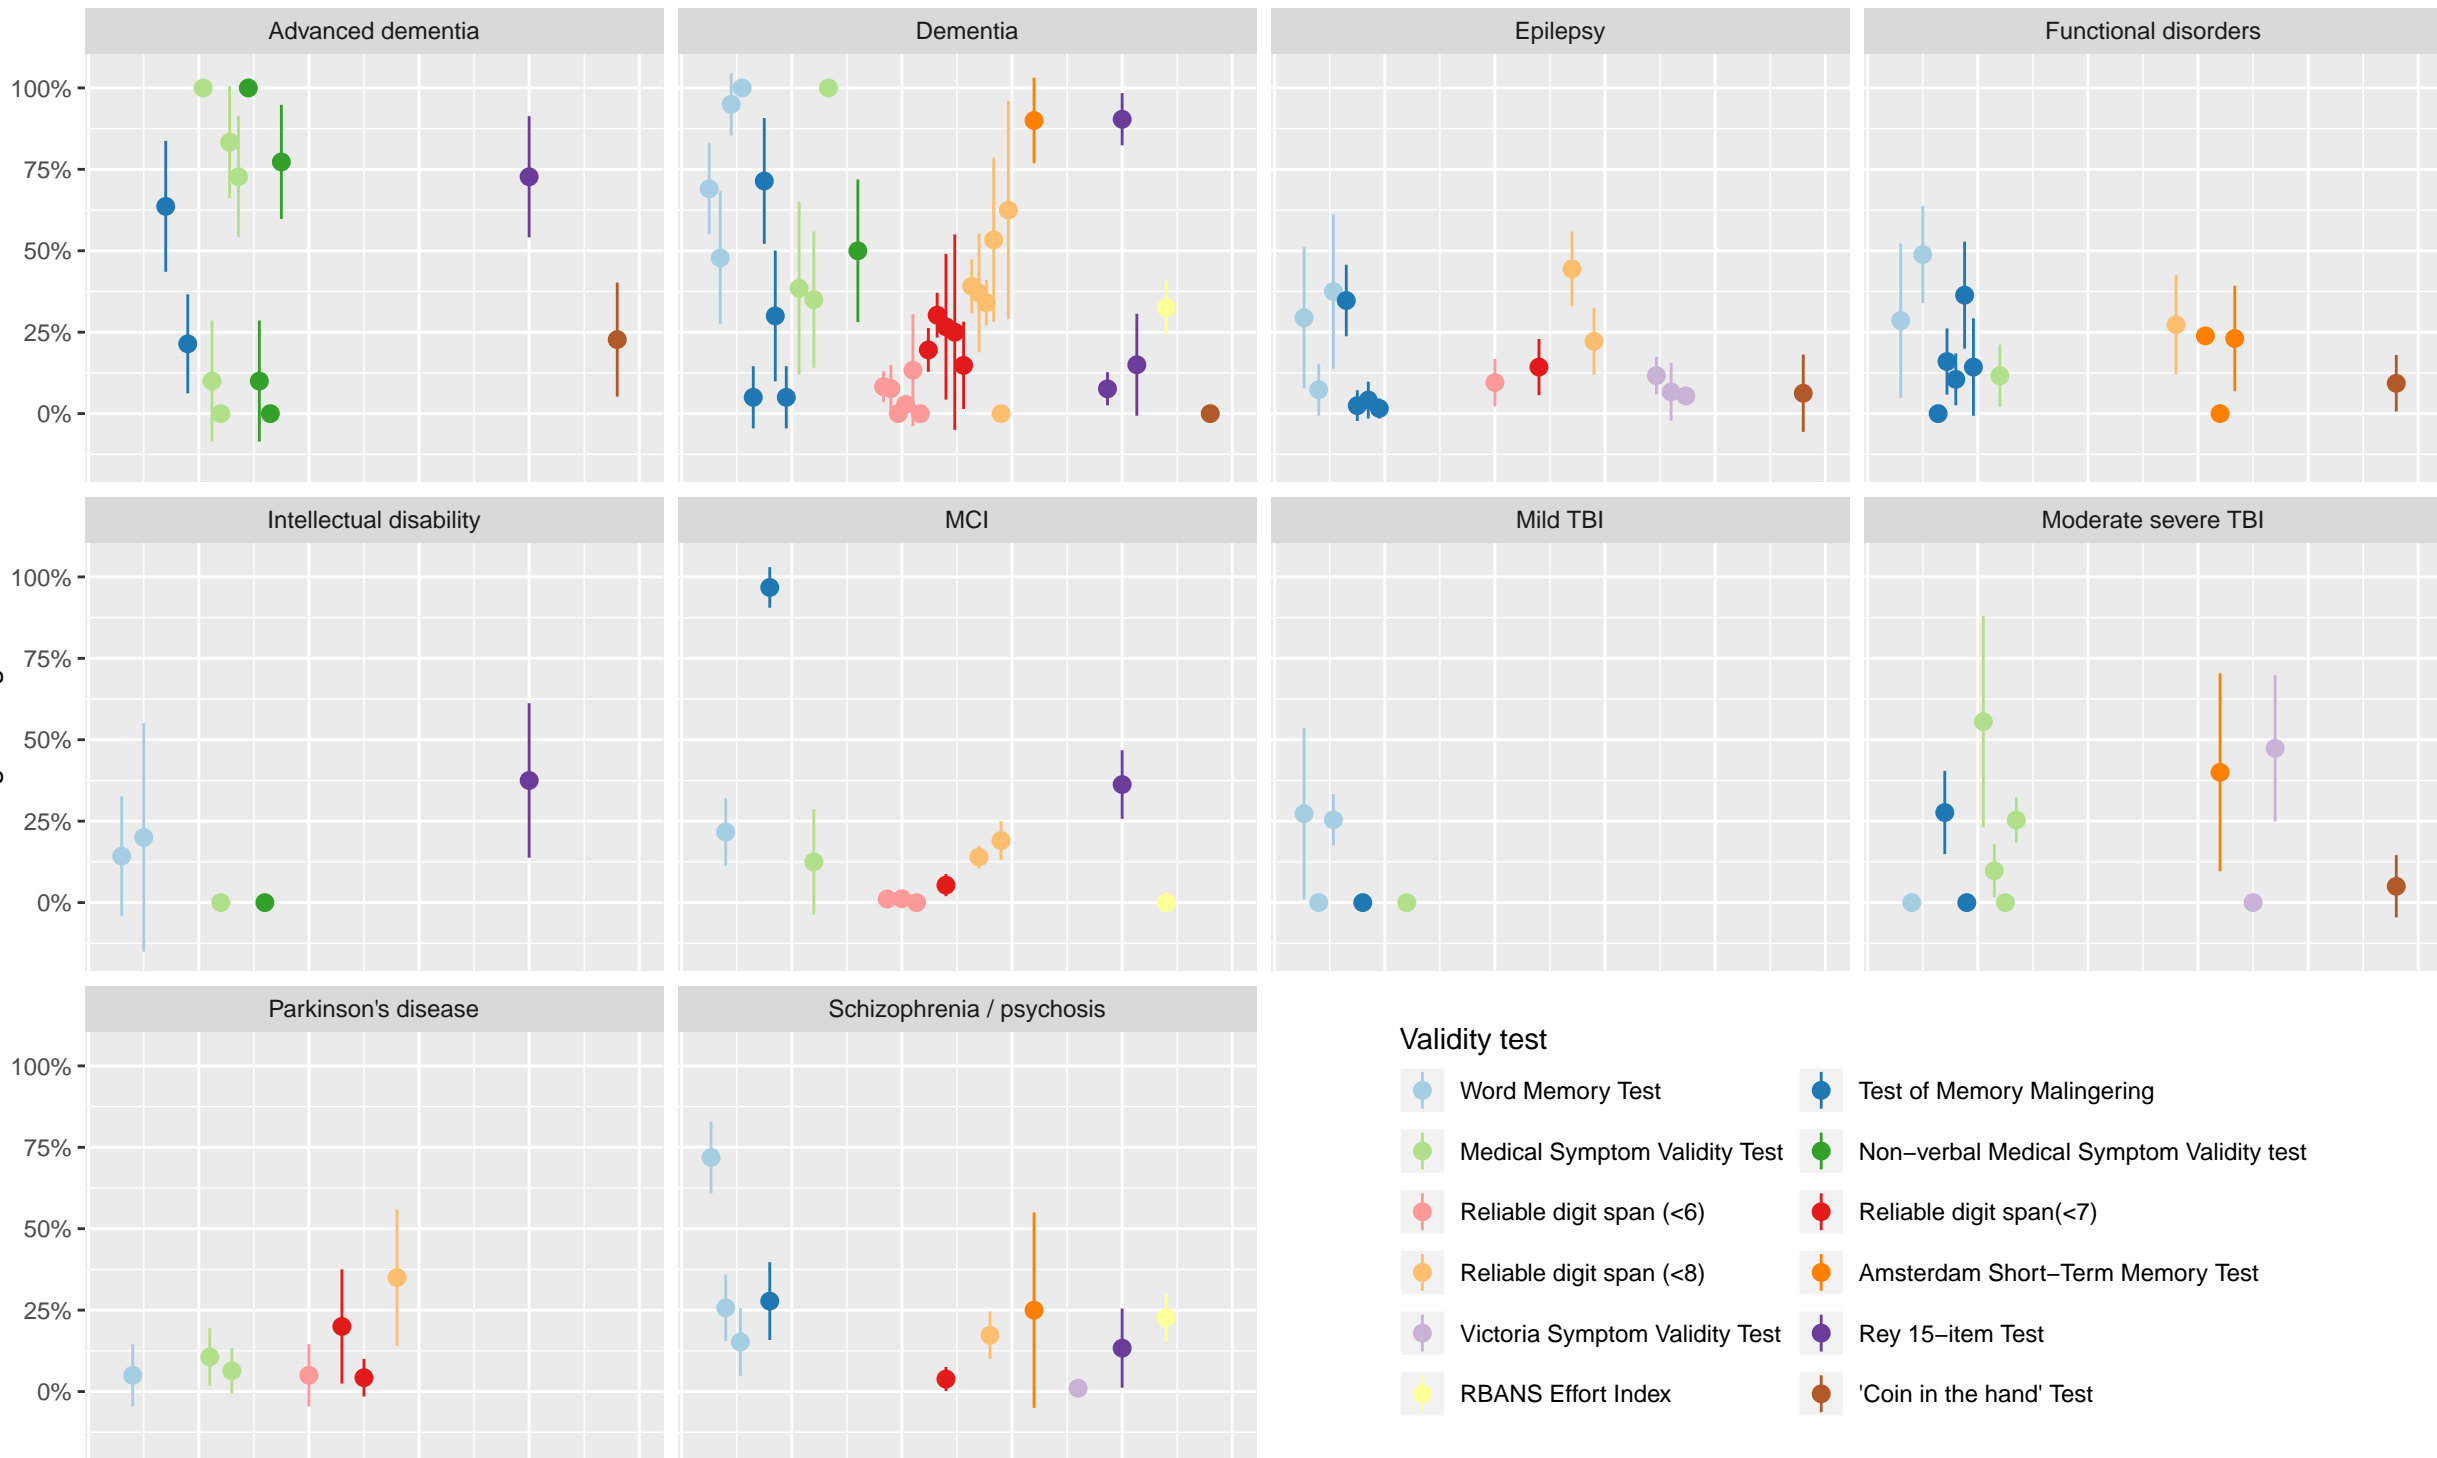 Advanced dementia Dementia Epilepsy Functional disorders
100%
75%
50%
25%
0%
Intellectual disability MCI Mild TBI Moderate severe TBI
100%
75%
50%
25%
0%
Parkinson's disease Schizophrenia / psychosis
100%
75%
50%
25%
0%
Validity test
Word Memory Test Test of Memory Malingering
Medical Symptom Validity Test Non−verbal Medical Symptom Validity test
Reliable digit span (<6) Reliable digit span(<7)
Reliable digit span (<8) Amsterdam Short−Term Memory Test
Victoria Symptom Validity Test Rey 15−item Test
RBANS Effort Index 'Coin in the hand' Test